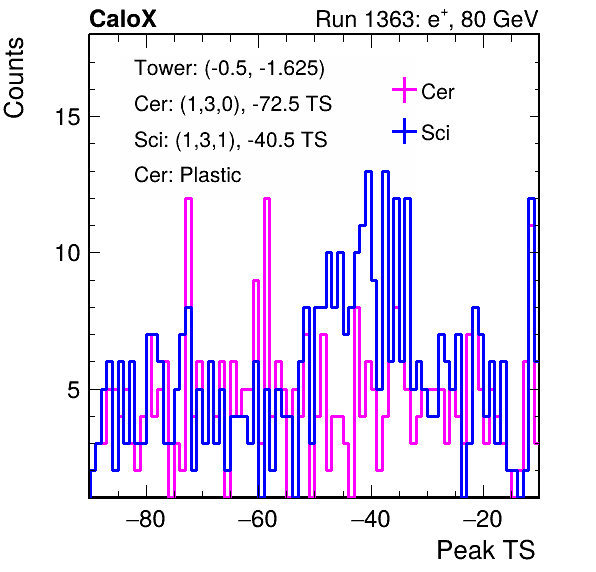 CaloX Run 1363: e⁺, 80 GeV
Counts
Tower: (-0.5, -1.625)
Cer: (1,3,0), -72.5 TS
Sci: (1,3,1), -40.5 TS
Cer: Plastic
Cer
Sci
15
10
5
−80 −60 −40 −20
Peak TS